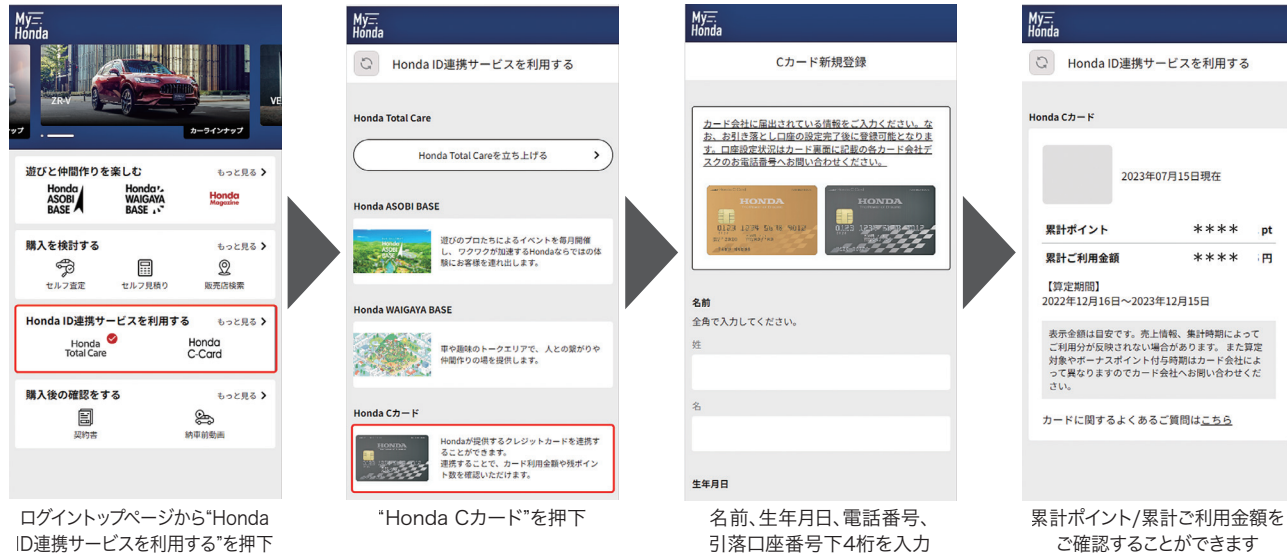 My
Honda
ZR-V
VE
ップ
カーラインナップ
遊びと仲間作りを楽しむ
もっと見る
Honda
ASOBI
BASE
Honda
WAIGAYA
BASE
Honda
Magazine
購入を検討する
もっと見る
セルフ査定
セルフ見積り
販売店検索
Honda ID連携サービスを利用する
もっと見る
Honda
Total Care
Honda
C-Card
購入後の確認をする
もっと見る
契約書
納車前動画
ログイントップページから“Honda
ID連携サービスを利用する”を押下
My
Honda
Honda ID連携サービスを利用する
Honda Total Care
Honda Total Careを立ち上げる
Honda ASOBI BASE
遊びのプロたちによるイベントを毎月開催
し、ワクワクが加速するHondaならではの体
験にお客様を連れ出します。
Honda WAIGAYA BASE
車や趣味のトークエリアで、人との繋がりや
仲間作りの場を提供します。
Honda Cカード
HONDA
Hondaが提供するクレジットカードを連携す
ることができます。
連携することで、カード利用金額や残ポイン
ト数を確認いただけます。
“Honda Cカード”を押下
My
Honda
Cカード新規登録
カード会社に届出されている情報をご入力ください。な
お、お引き落とし口座の設定完了後に登録可能となりま
す。口座設定状況はカード裏面に記載の各カード会社デ
スクのお電話番号へお問い合わせください。
HONDA
0123 1234 5678 9012
HONDA
名前
全角で入力してください。
姓
名
生年月日
名前、生年月日、電話番号、
引落口座番号下4桁を入力
My
Honda
Honda ID連携サービスを利用する
Honda Cカード
2023年07月15日現在
累計ポイント **** pt
累計ご利用金額 **** 円
【算定期間】
2022年12月16日～2023年12月15日
表示金額は目安です。売上情報、集計時期によって
ご利用分が反映されない場合があります。また算定
対象やボーナスポイント付与時期はカード会社によ
って異なりますのでカード会社へお問い合わせくだ
さい。
カードに関するよくあるご質問はこちら
累計ポイント/累計ご利用金額を
ご確認することができます